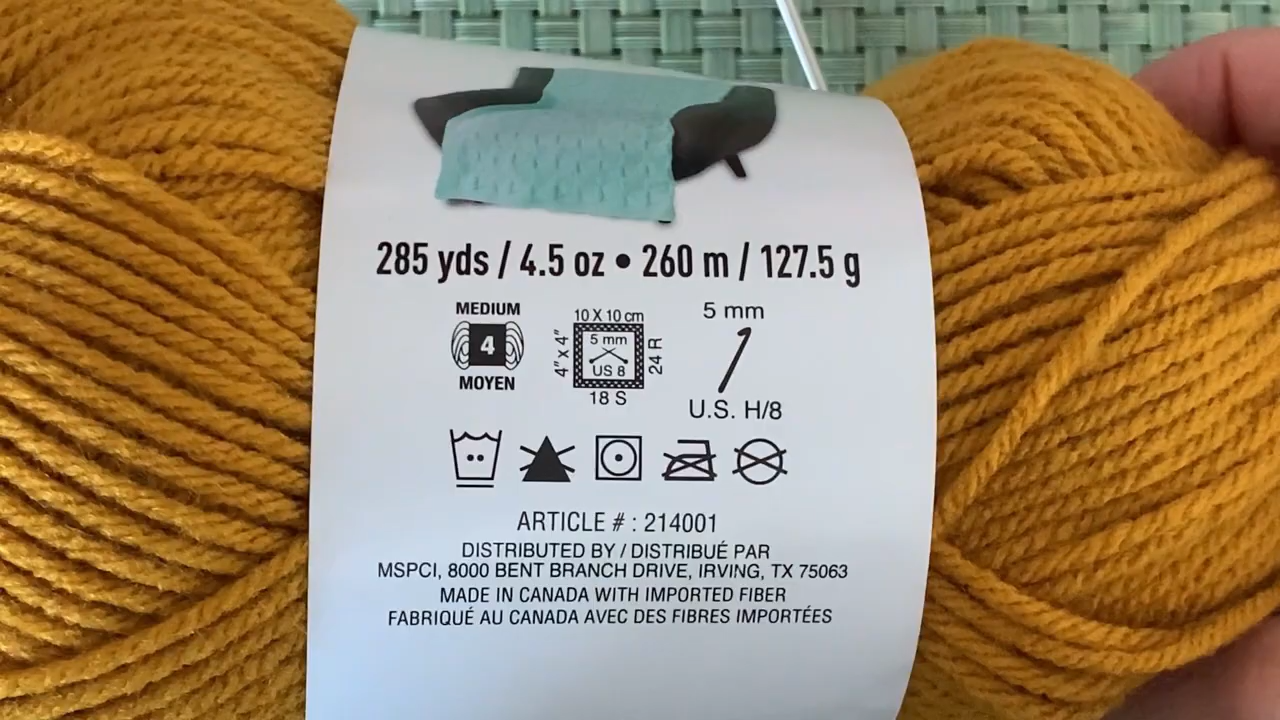 285 yds / 4.5 oz • 260 m / 127.5 g
MEDIUM
4
MOYEN
10 X 10 cm
4" x 4"
5 mm
US 8
24 R
18 S
5 mm
U.S. H/8
ARTICLE # : 214001
DISTRIBUTED BY / DISTRIBUÉ PAR
MSPCI, 8000 BENT BRANCH DRIVE, IRVING, TX 75063
MADE IN CANADA WITH IMPORTED FIBER
FABRIQUÉ AU CANADA AVEC DES FIBRES IMPORTÉES